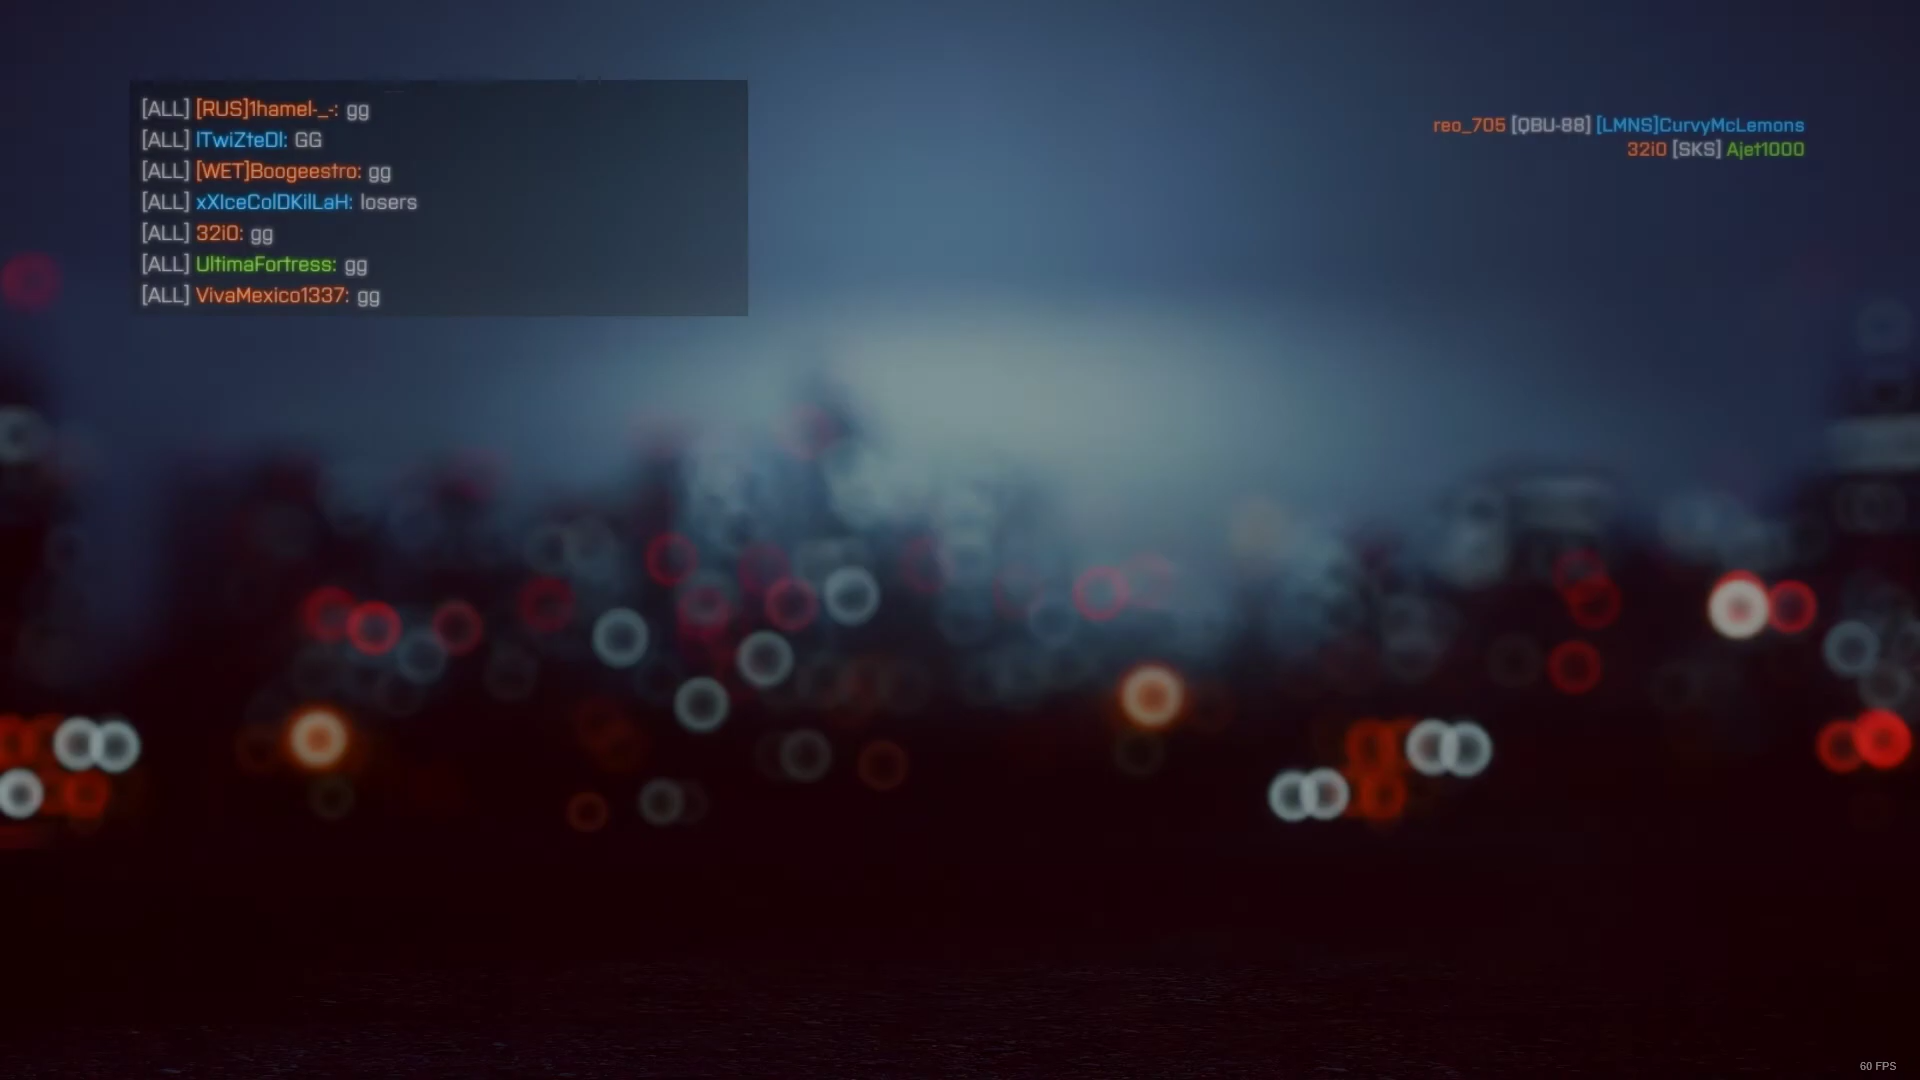 [ALL] [RUS]1hamel-_-: gg
[ALL] lTwiZteDl: GG
[ALL] [WET]Boogeestro: gg
[ALL] xXIceColDKilLaH: losers
[ALL] 32i0: gg
[ALL] UltimaFortress: gg
[ALL] VivaMexico1337: gg
reo_705 [QBU-88] [LMNS]CurvyMcLemons
32i0 [SKS] Ajet1000
60 FPS